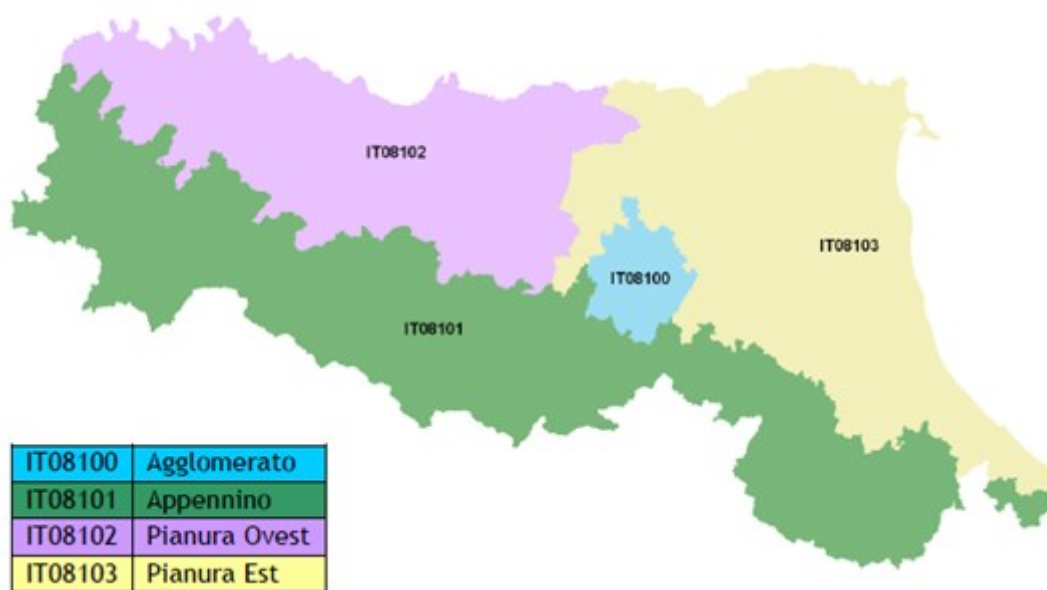 IT08102
IT08103
IT08100
IT08101
IT08100 Agglomerato
IT08101 Appennino
IT08102 Pianura Ovest
IT08103 Pianura Est